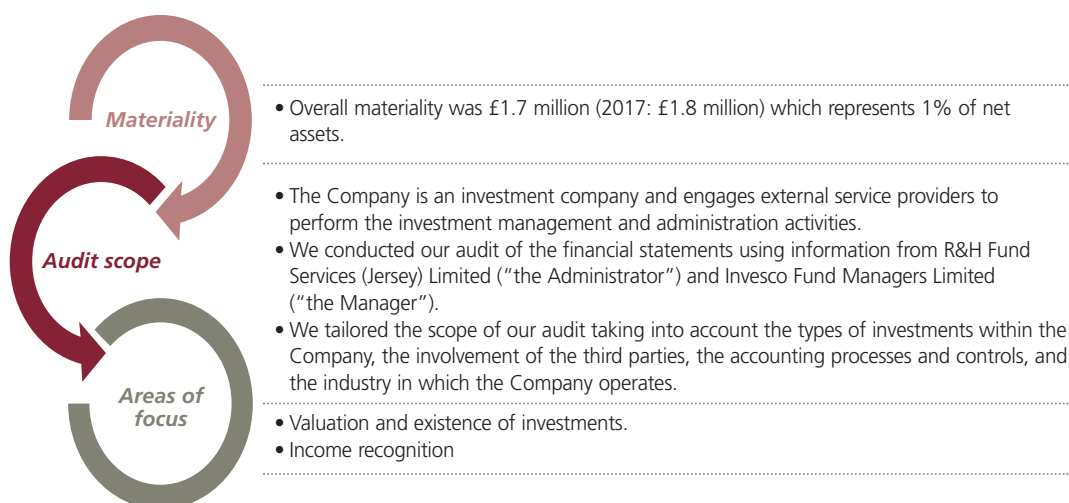 Materiality
• Overall materiality was £1.7 million (2017: £1.8 million) which represents 1% of net
assets.
Audit scope
• The Company is an investment company and engages external service providers to
perform the investment management and administration activities.
• We conducted our audit of the financial statements using information from R&H Fund
Services (Jersey) Limited (“the Administrator”) and Invesco Fund Managers Limited
(“the Manager”).
• We tailored the scope of our audit taking into account the types of investments within the
Company, the involvement of the third parties, the accounting processes and controls, and
the industry in which the Company operates.
Areas of
focus
• Valuation and existence of investments.
• Income recognition